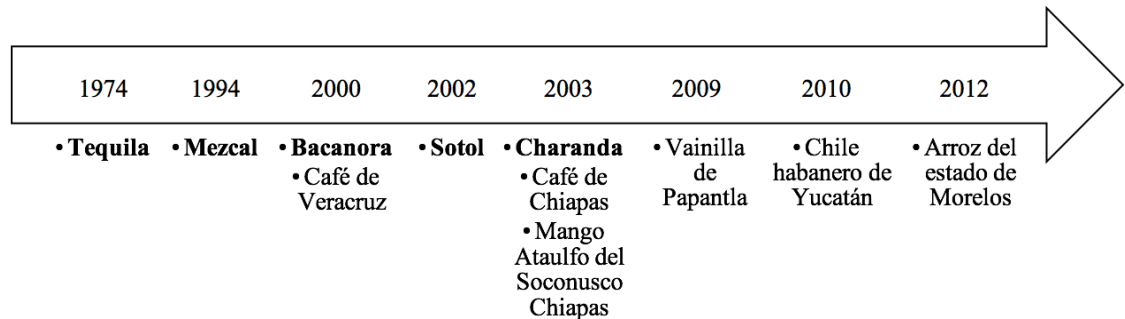 1974 1994 2000 2002 2003 2009 2010 2012
• Tequila
• Mezcal
• Bacanora
• Café de
Veracruz
• Sotol
• Charanda
• Café de
Chiapas
• Mango
Ataulfo del
Soconusco
Chiapas
• Vainilla
de
Papantla
• Chile
habanero de
Yucatán
• Arroz del
estado de
Morelos